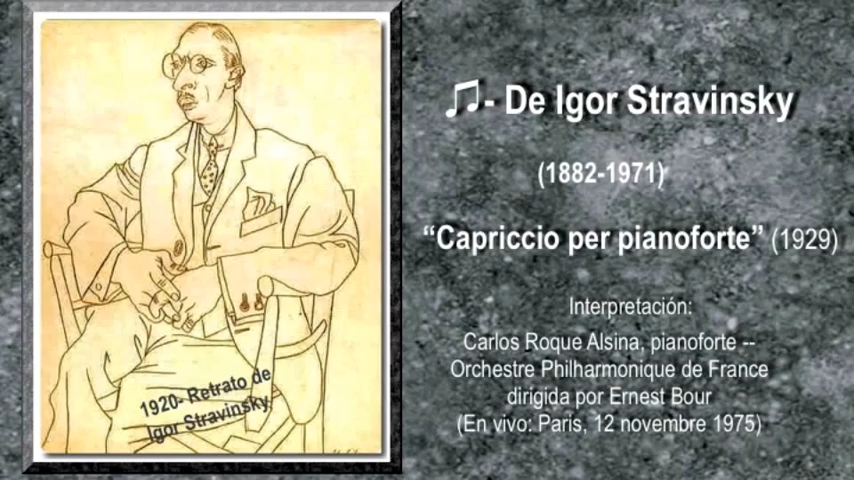 1920- Retrato de
Igor Stravinsky
♫- De Igor Stravinsky
(1882-1971)
“Capriccio per pianoforte” (1929)
Interpretación:
Carlos Roque Alsina, pianoforte --
Orchestre Philharmonique de France
dirigida por Ernest Bour
(En vivo: Paris, 12 novembre 1975)